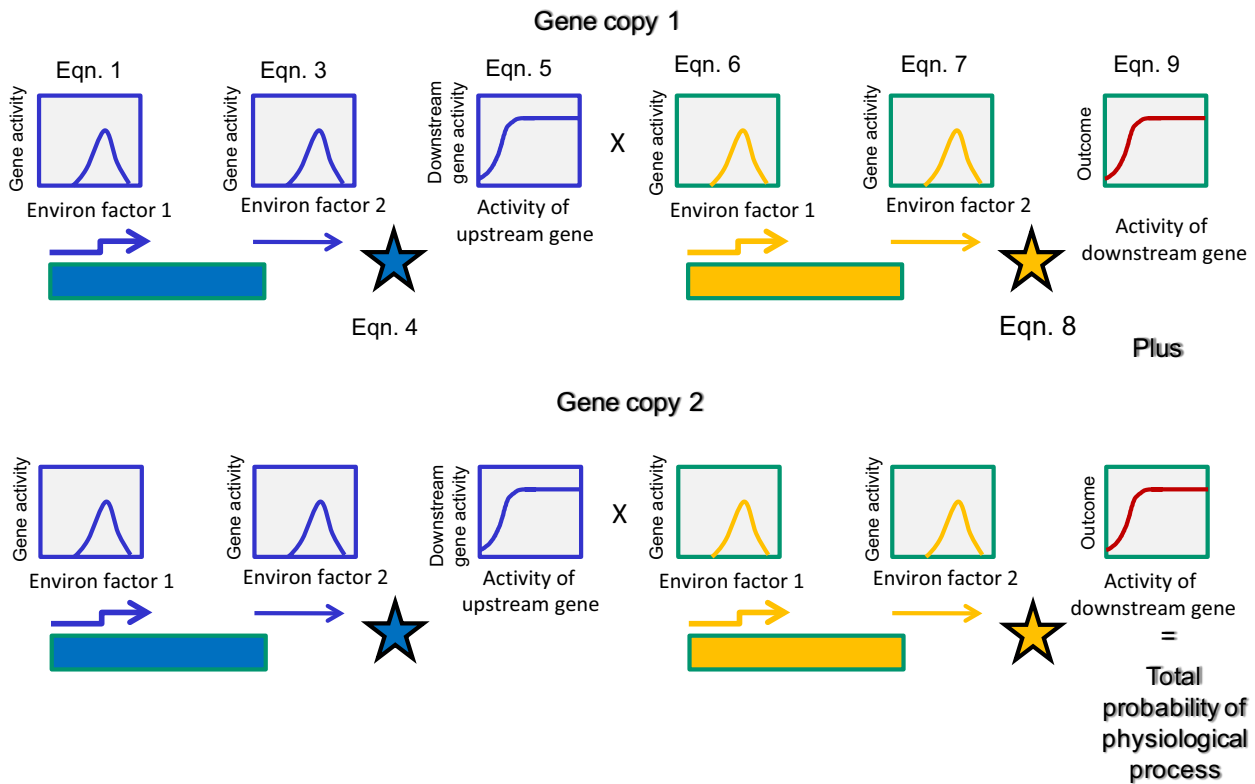 Gene copy 1
Eqn. 1
Eqn. 3
Eqn. 5
Eqn. 6
Eqn. 7
Eqn. 9
Gene activity
Environ factor 1
Gene activity
Environ factor 2
Downstream
gene activity
Activity of
upstream gene
X
Gene activity
Environ factor 1
Gene activity
Environ factor 2
Outcome
Activity of
downstream gene
Eqn. 4
Eqn. 8
Plus
Gene copy 2
Gene activity
Environ factor 1
Gene activity
Environ factor 2
Downstream
gene activity
Activity of
upstream gene
X
Gene activity
Environ factor 1
Gene activity
Environ factor 2
Outcome
Activity of
downstream gene
=
Total
probability of
physiological
process